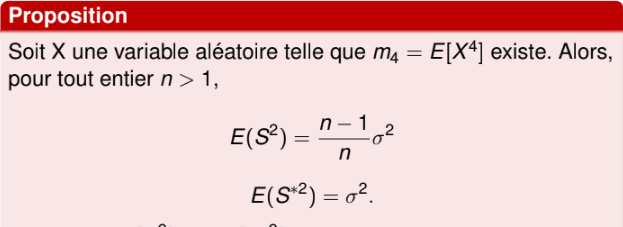 Proposition
Soit X une variable aléatoire telle que m₄ = E[X⁴] existe. Alors,
pour tout entier n > 1,
E(S²) = \frac{n − 1}{n} σ²
E(S*²) = σ².